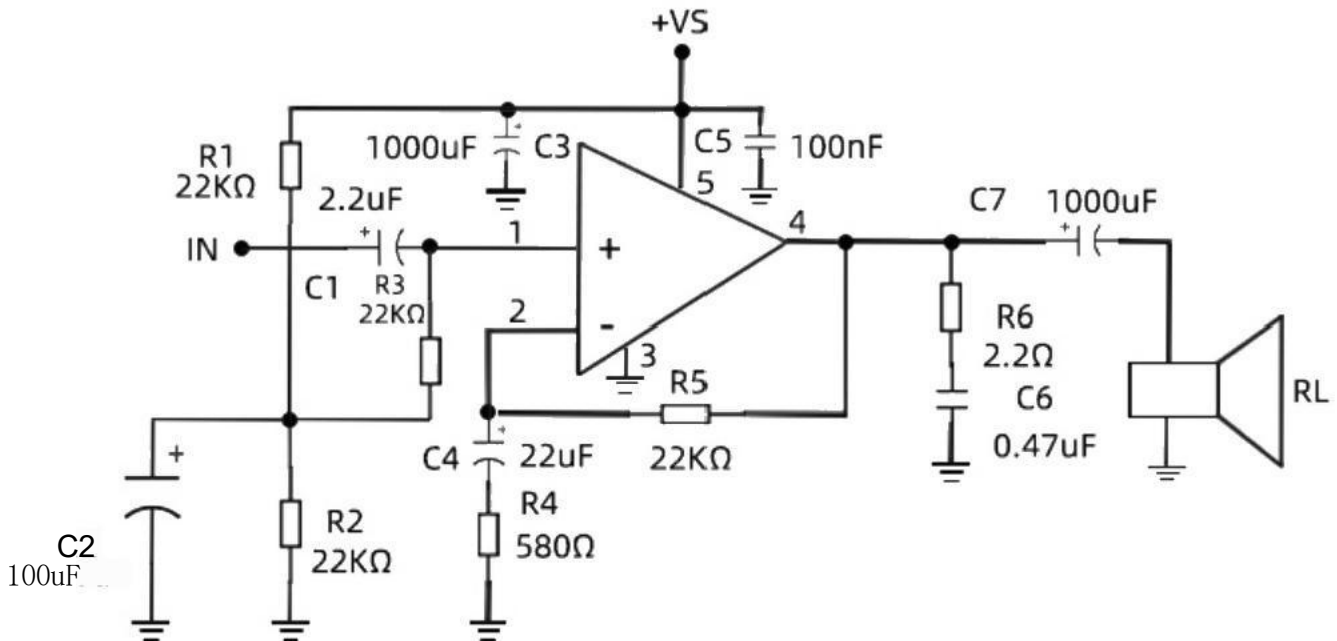 +VS
R1
22KΩ
1000uF
C3
C5
100nF
5
2.2uF
IN
C1
R3
22KΩ
1
+
2
-
3
4
C7
1000uF
R6
2.2Ω
C6
0.47uF
RL
R5
22KΩ
C4
22uF
R4
580Ω
R2
22KΩ
C2
100uF